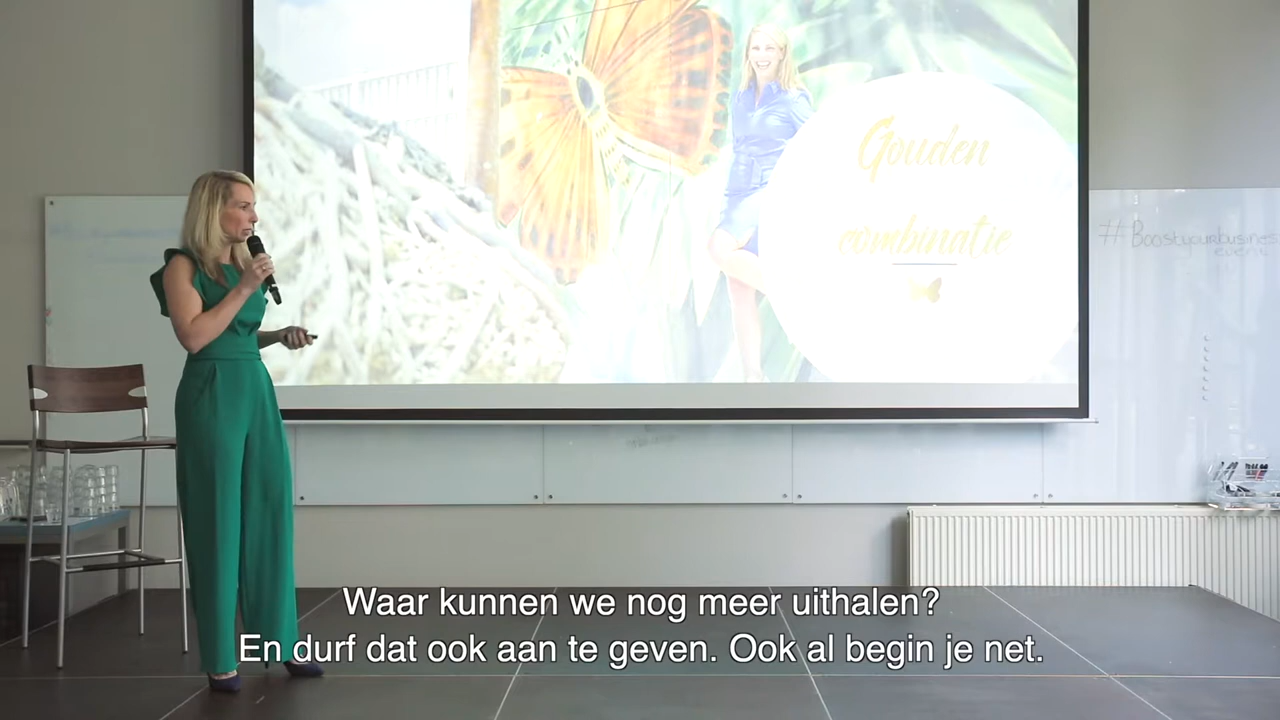 Gouden
combinatie
#Boostyourbusiness
event
Waar kunnen we nog meer uithalen?
En durf dat ook aan te geven. Ook al begin je net.